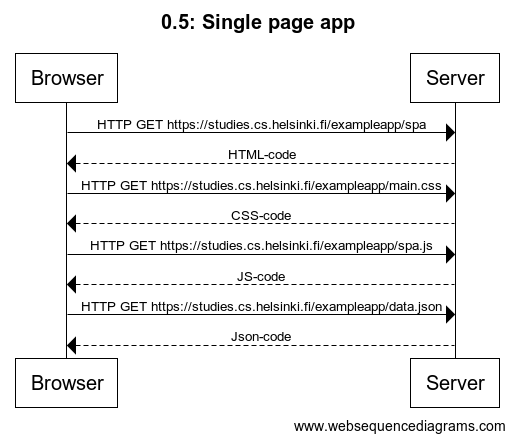 0.5: Single page app
Browser Server
HTTP GET https://studies.cs.helsinki.fi/exampleapp/spa
HTML-code
HTTP GET https://studies.cs.helsinki.fi/exampleapp/main.css
CSS-code
HTTP GET https://studies.cs.helsinki.fi/exampleapp/spa.js
JS-code
HTTP GET https://studies.cs.helsinki.fi/exampleapp/data.json
Json-code
Browser Server
www.websequencediagrams.com